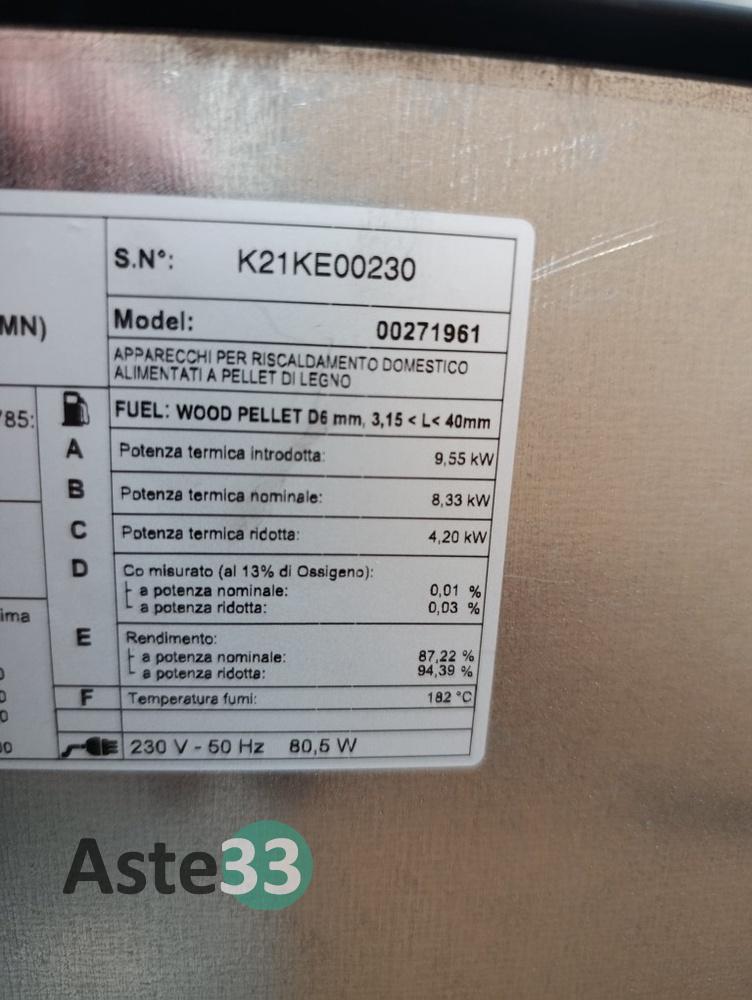 S.N°: K21KE00230
MN)
Model: 00271961
APPARECCHI PER RISCALDAMENTO DOMESTICO
ALIMENTATI A PELLET DI LEGNO
785:
FUEL: WOOD PELLET D6 mm, 3,15 < L< 40mm
A Potenza termica introdotta: 9,55 kW
B Potenza termica nominale: 8,33 kW
C Potenza termica ridotta: 4,20 kW
D Co misurato (al 13% di Ossigeno):
a potenza nominale: 0,01 %
a potenza ridotta: 0,03 %
ima
E Rendimento:
a potenza nominale: 87,22 %
a potenza ridotta: 94,39 %
F Temperatura fumi: 182 °C
230 V - 50 Hz 80,5 W
Aste33